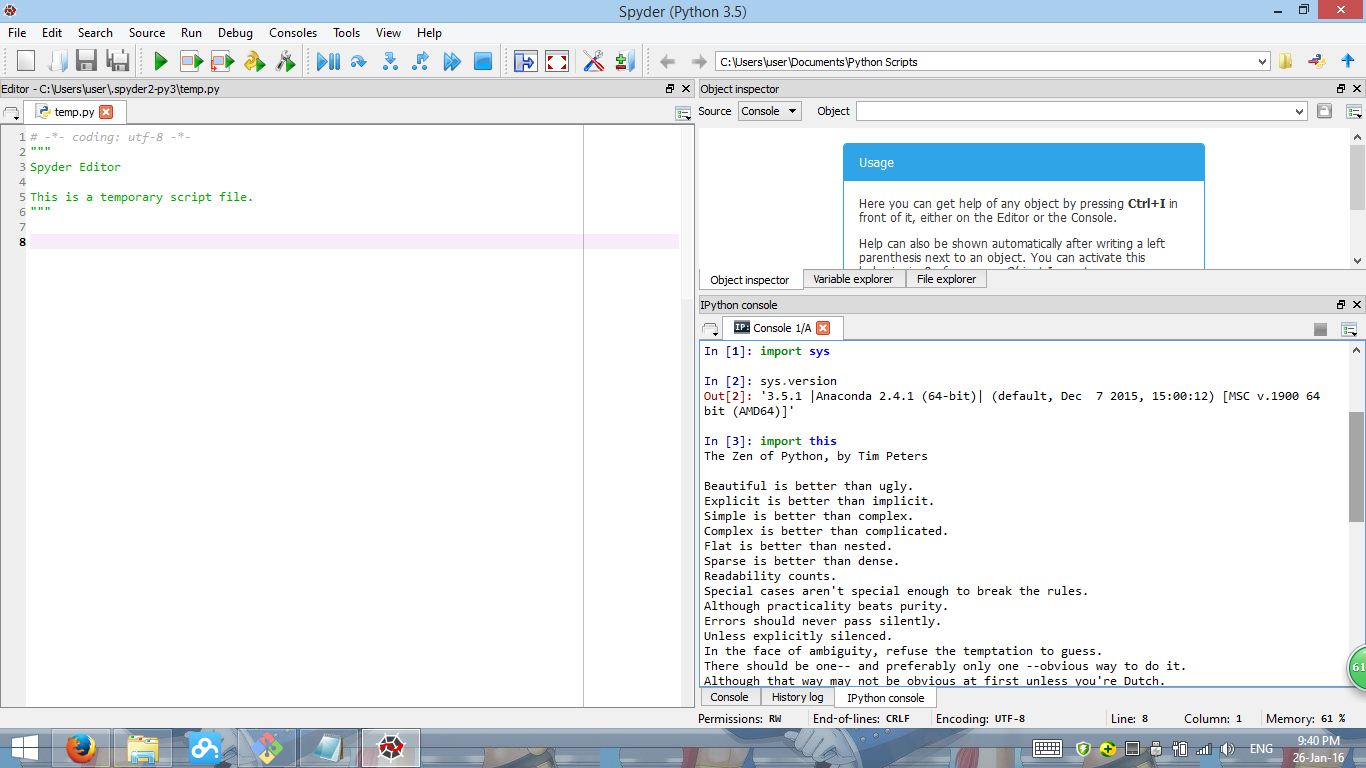 Spyder (Python 3.5)
File Edit Search Source Run Debug Consoles Tools View Help
C:\Users\user\Documents\Python Scripts
Editor - C:\Users\user\.spyder2-py3\temp.py
temp.py
1 # -*- coding: utf-8 -*-
2 """
3 Spyder Editor
4
5 This is a temporary script file.
6 """
7
8
Object inspector
Source Console Object
Usage
Here you can get help of any object by pressing Ctrl+I in
front of it, either on the Editor or the Console.
Help can also be shown automatically after writing a left
parenthesis next to an object. You can activate this
Object inspector Variable explorer File explorer
IPython console
IP: Console 1/A
In [1]: import sys
In [2]: sys.version
Out[2]: '3.5.1 |Anaconda 2.4.1 (64-bit)| (default, Dec  7 2015, 15:00:12) [MSC v.1900 64
bit (AMD64)]'
In [3]: import this
The Zen of Python, by Tim Peters
Beautiful is better than ugly.
Explicit is better than implicit.
Simple is better than complex.
Complex is better than complicated.
Flat is better than nested.
Sparse is better than dense.
Readability counts.
Special cases aren't special enough to break the rules.
Although practicality beats purity.
Errors should never pass silently.
Unless explicitly silenced.
In the face of ambiguity, refuse the temptation to guess.
There should be one-- and preferably only one --obvious way to do it.
Although that way may not be obvious at first unless you're Dutch.
61
Console History log IPython console
Permissions: RW End-of-lines: CRLF Encoding: UTF-8 Line: 8 Column: 1 Memory: 61 %
ENG
9:40 PM
26-Jan-16